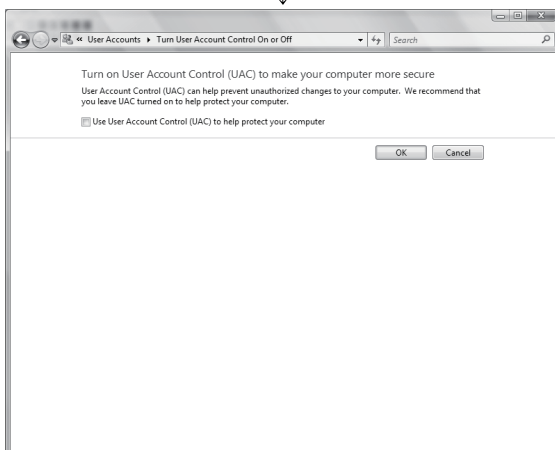 « User Accounts ▸ Turn User Account Control On or Off
Search
Turn on User Account Control (UAC) to make your computer more secure
User Account Control (UAC) can help prevent unauthorized changes to your computer. We recommend that
you leave UAC turned on to help protect your computer.
Use User Account Control (UAC) to help protect your computer
OK
Cancel